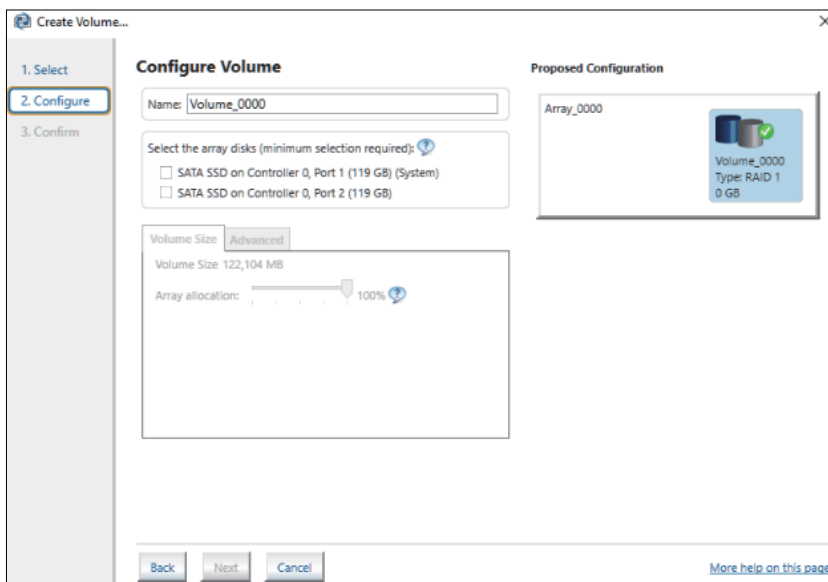 Create Volume...
1. Select
2. Configure
3. Confirm
Configure Volume
Name: Volume_0000
Select the array disks (minimum selection required):
SATA SSD on Controller 0, Port 1 (119 GB) (System)
SATA SSD on Controller 0, Port 2 (119 GB)
Volume Size Advanced
Volume Size 122,104 MB
Array allocation: 100%
Proposed Configuration
Array_0000
Volume_0000
Type: RAID 1
0 GB
Back Next Cancel
More help on this page